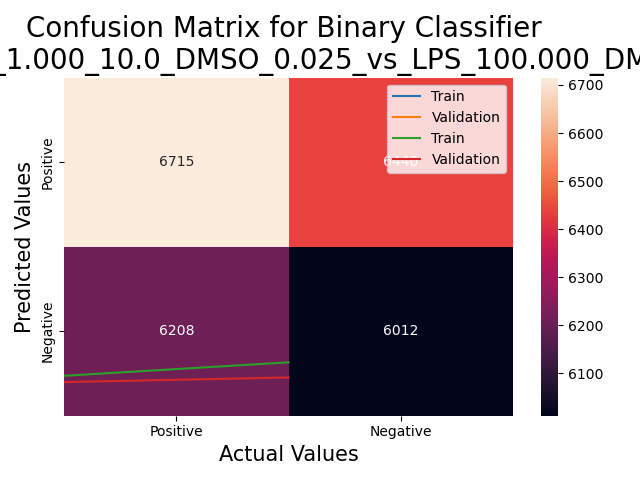 Confusion Matrix for Binary Classifier
_1.000_10.0_DMSO_0.025_vs_LPS_100.000_DM
Train
Validation
Train
Validation
Predicted Values
Positive
Negative
6715
6208
6012
Positive
Negative
Actual Values
6700
6600
6500
6400
6300
6200
6100